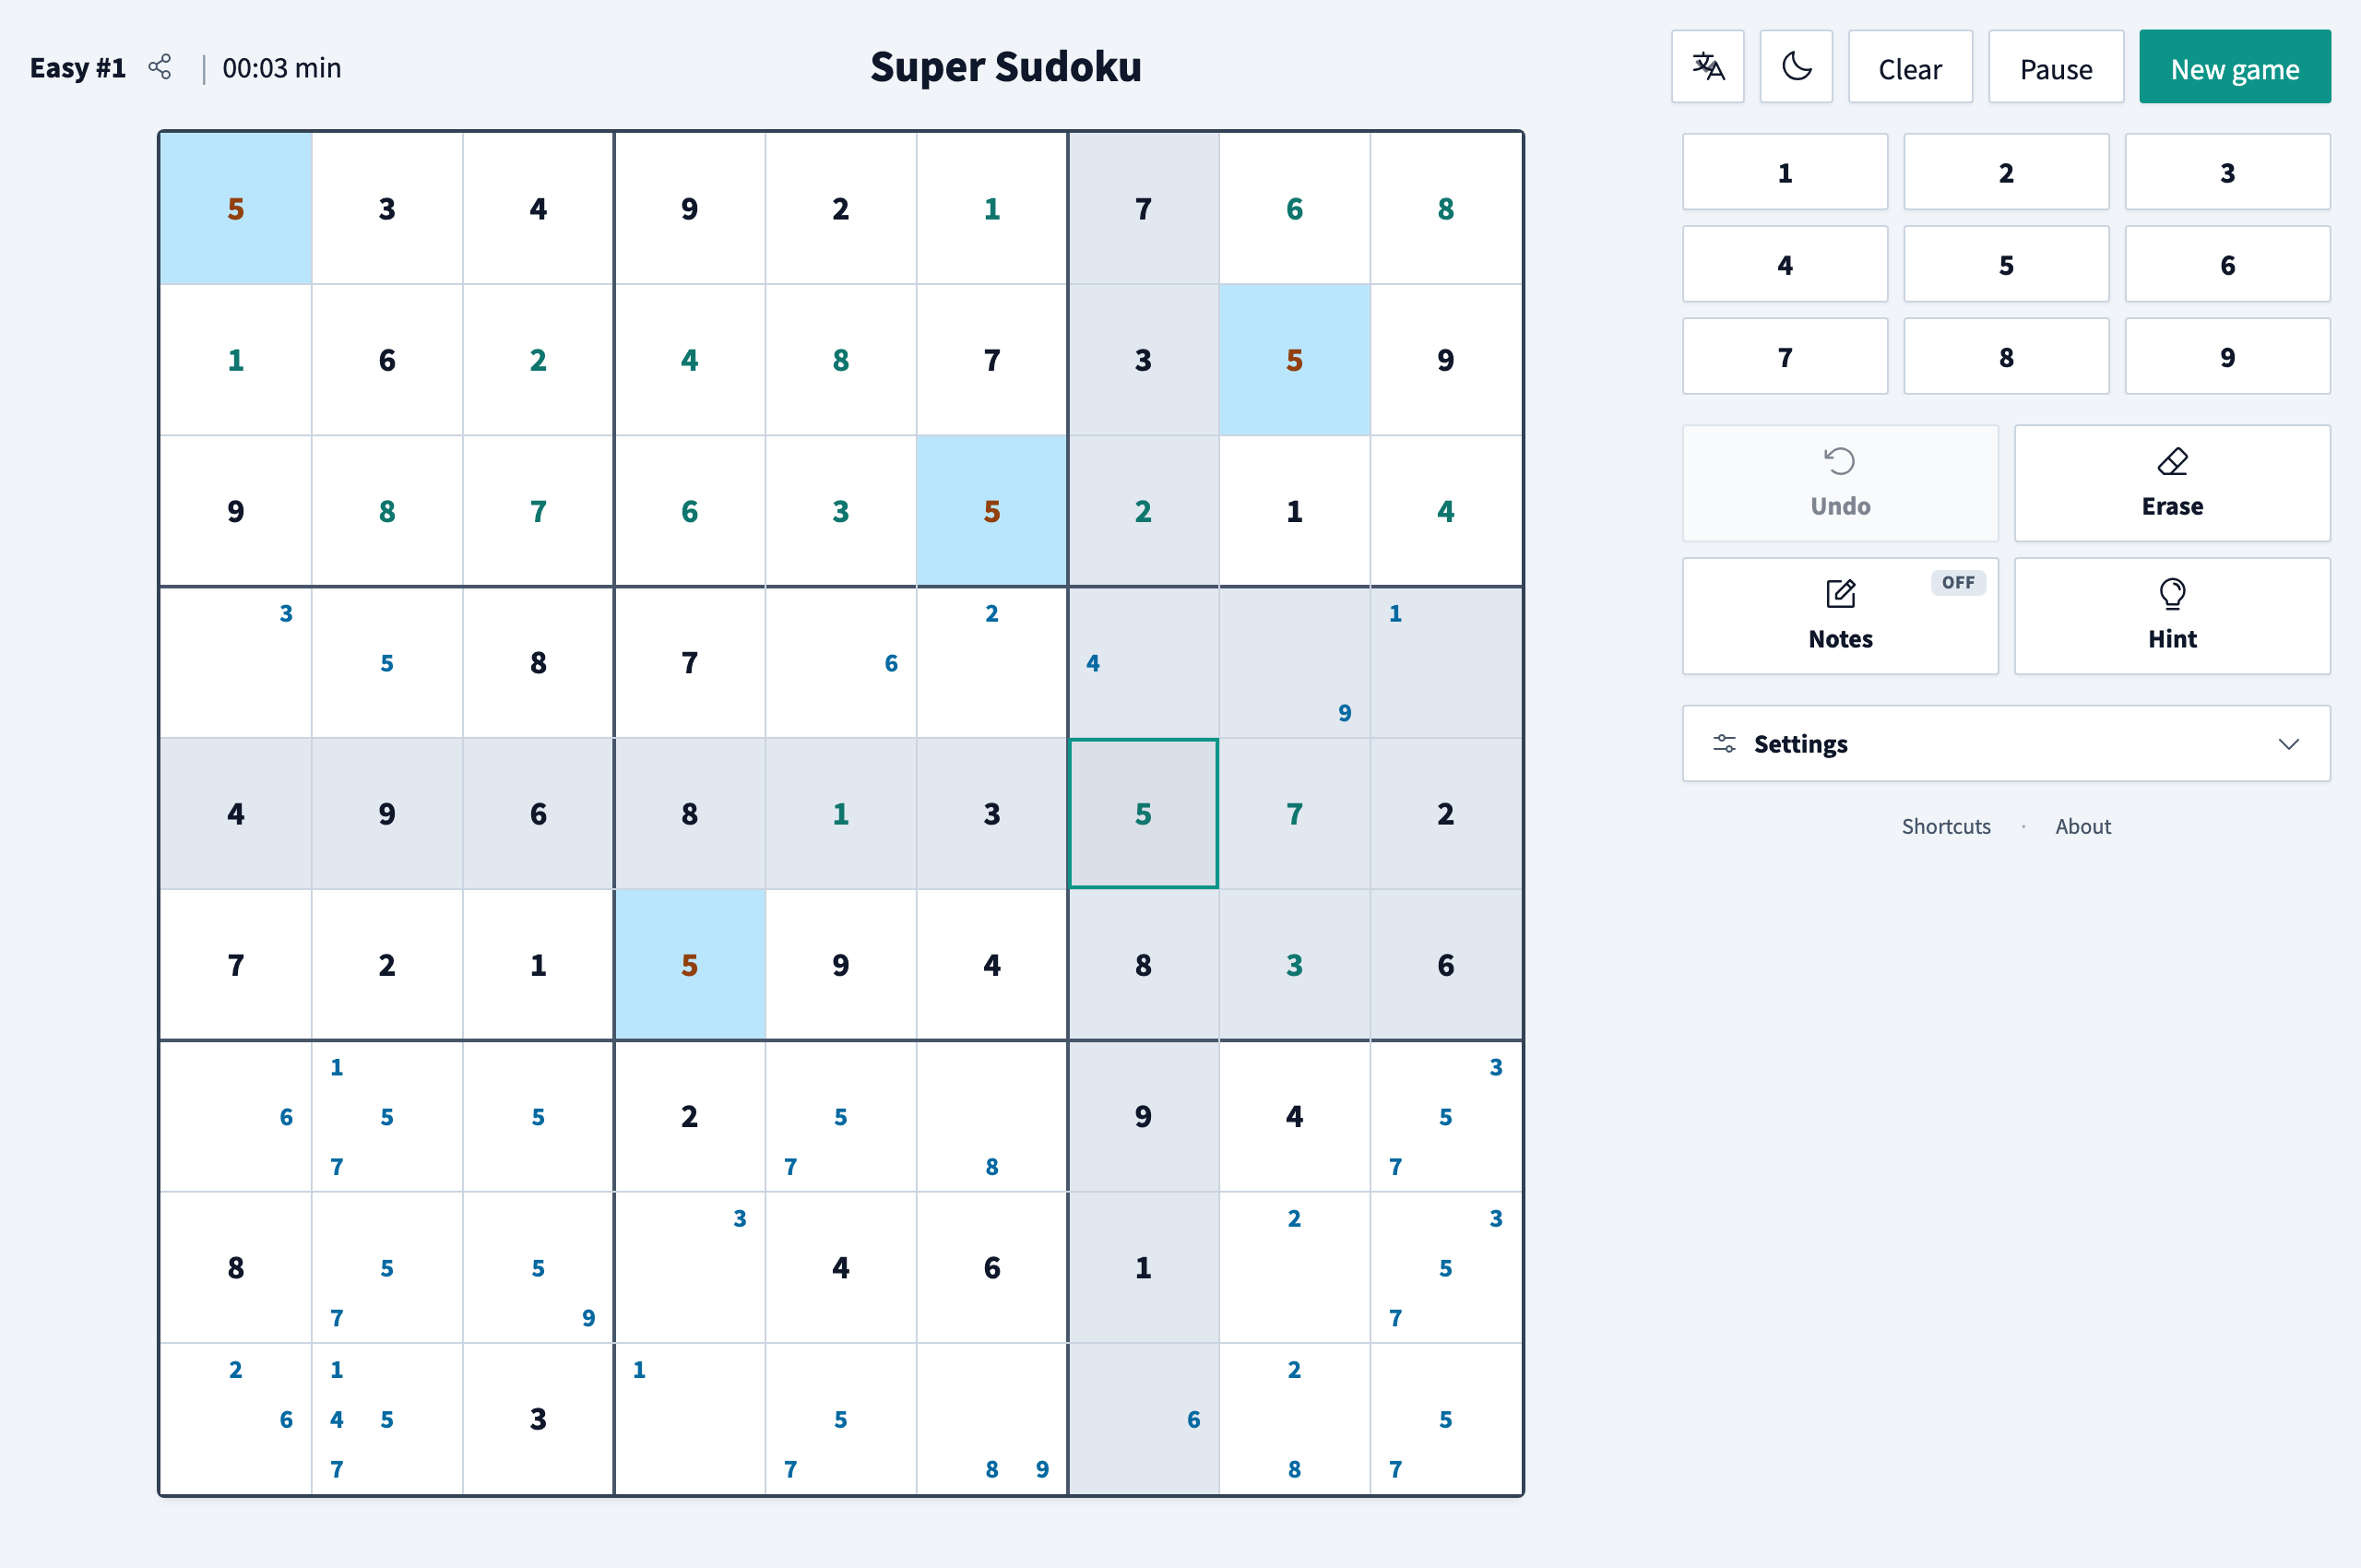 Easy #1 | 00:03 min
Super Sudoku
Clear
Pause
New game
5 3 4 9 2 1 7 6 8
1 6 2 4 8 7 3 5 9
9 8 7 6 3 5 2 1 4
3 2 1
5 8 7 6 4
9
4 9 6 8 1 3 5 7 2
7 2 1 5 9 4 8 3 6
1 3
6 5 5 2 5 9 4 5
7 7 8 7
3 2 3
8 5 5 4 6 1 5
7 9 7
2 1 1 2
6 4 5 3 5 6 5
7 7 8 9 8 7
1 2 3
4 5 6
7 8 9
Undo
Erase
OFF
Notes
Hint
Settings
Shortcuts · About